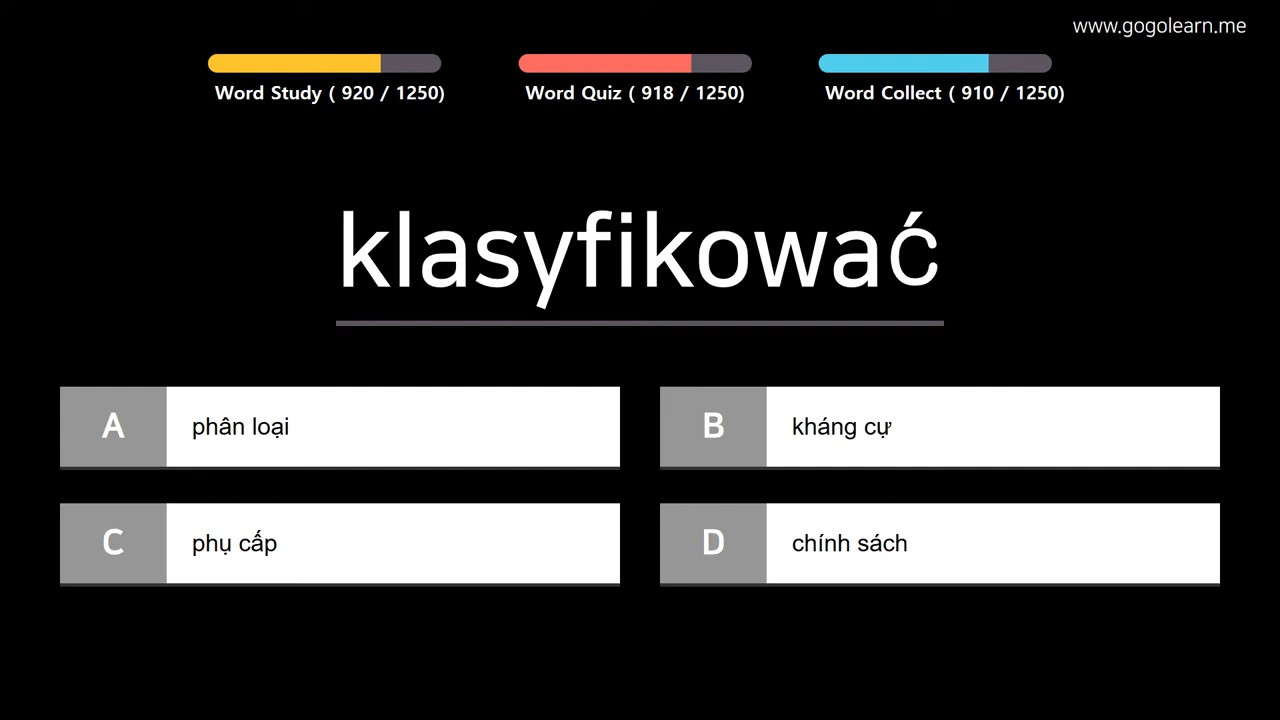 www.gogolearn.me
Word Study ( 920 / 1250)
Word Quiz ( 918 / 1250)
Word Collect ( 910 / 1250)
klasyfikować
A phân loại
B kháng cự
C phụ cấp
D chính sách